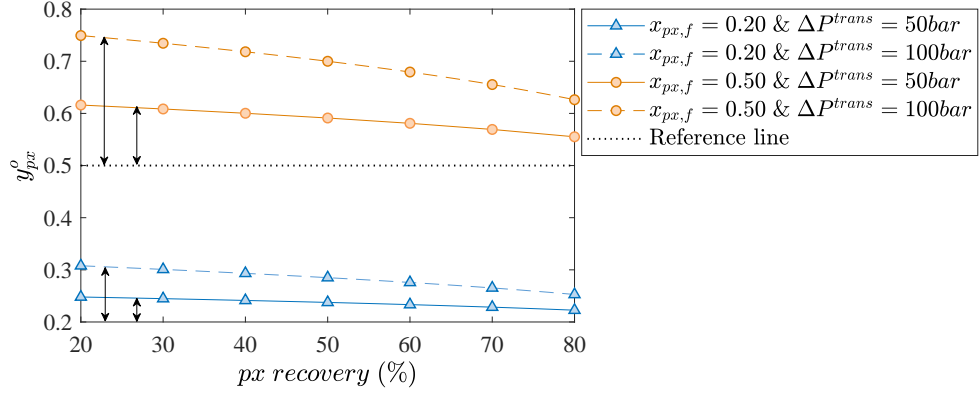 0.8
0.7
0.6
0.5
0.4
0.3
0.2
20 30 40 50 60 70 80
y°px
px recovery (%)
x_{px,f} = 0.20 & ΔP^{trans} = 50bar
x_{px,f} = 0.20 & ΔP^{trans} = 100bar
x_{px,f} = 0.50 & ΔP^{trans} = 50bar
x_{px,f} = 0.50 & ΔP^{trans} = 100bar
Reference line